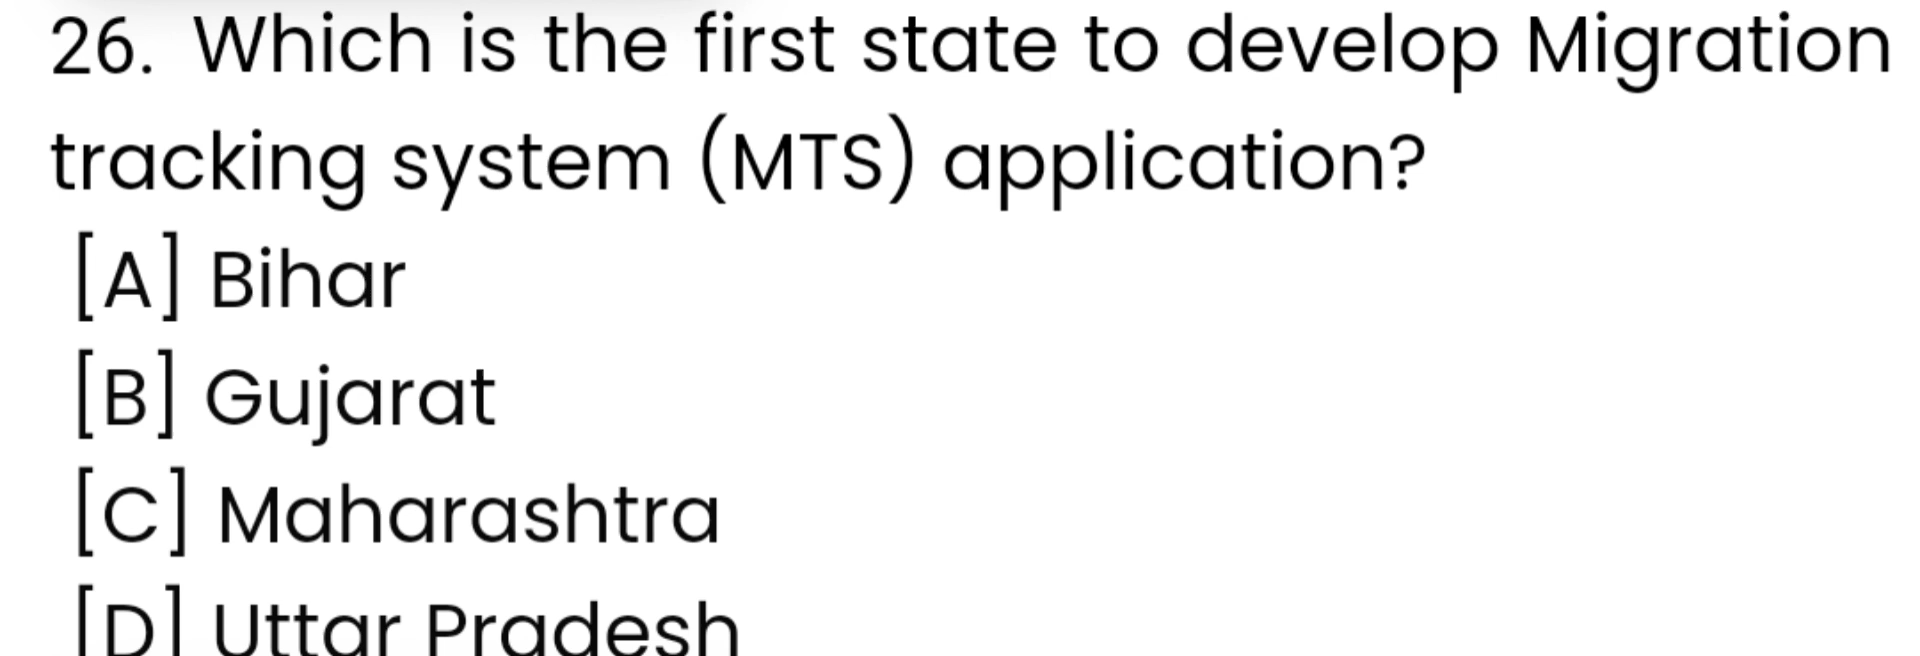 26. Which is the first state to develop Migration
tracking system (MTS) application?
[A] Bihar
[B] Gujarat
[C] Maharashtra
[D] Uttar Pradesh